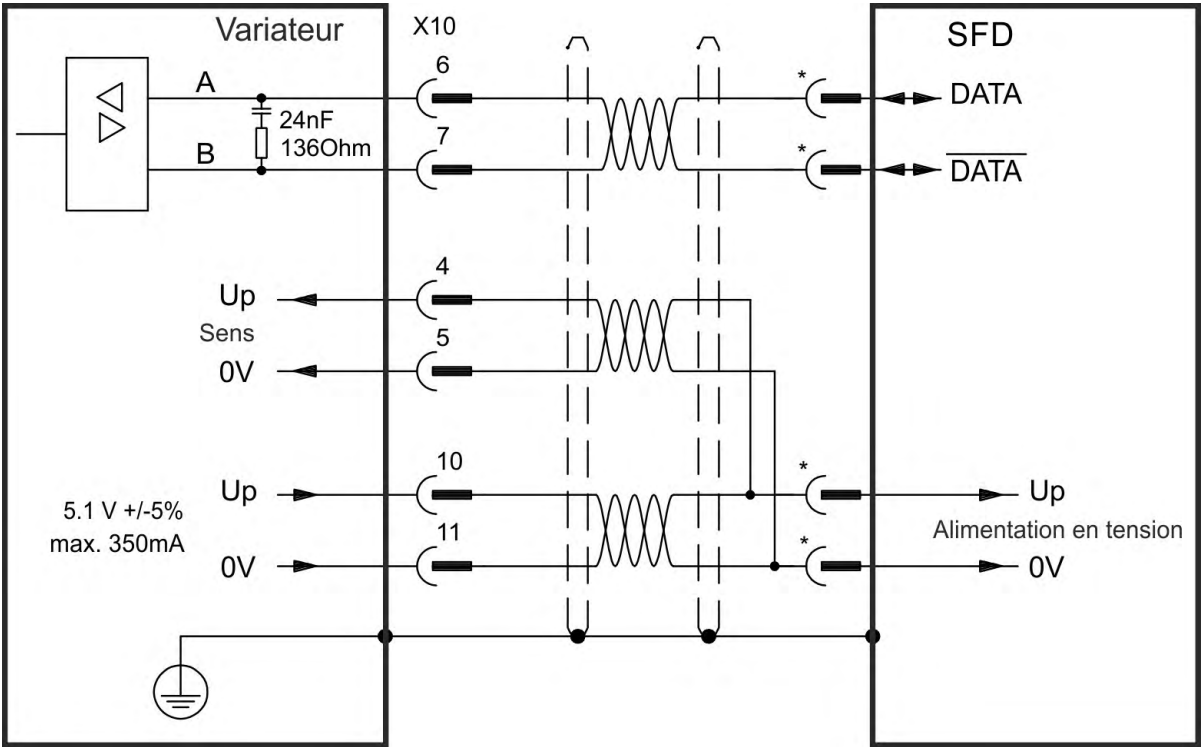 Variateur
X10
SFD
A
6
*
DATA
24nF
136Ohm
B
7
*
DATA
Up
4
Sens
5
0V
Up
10
*
Up
5.1 V +/-5%
max. 350mA
Alimentation en tension
11
*
0V
0V